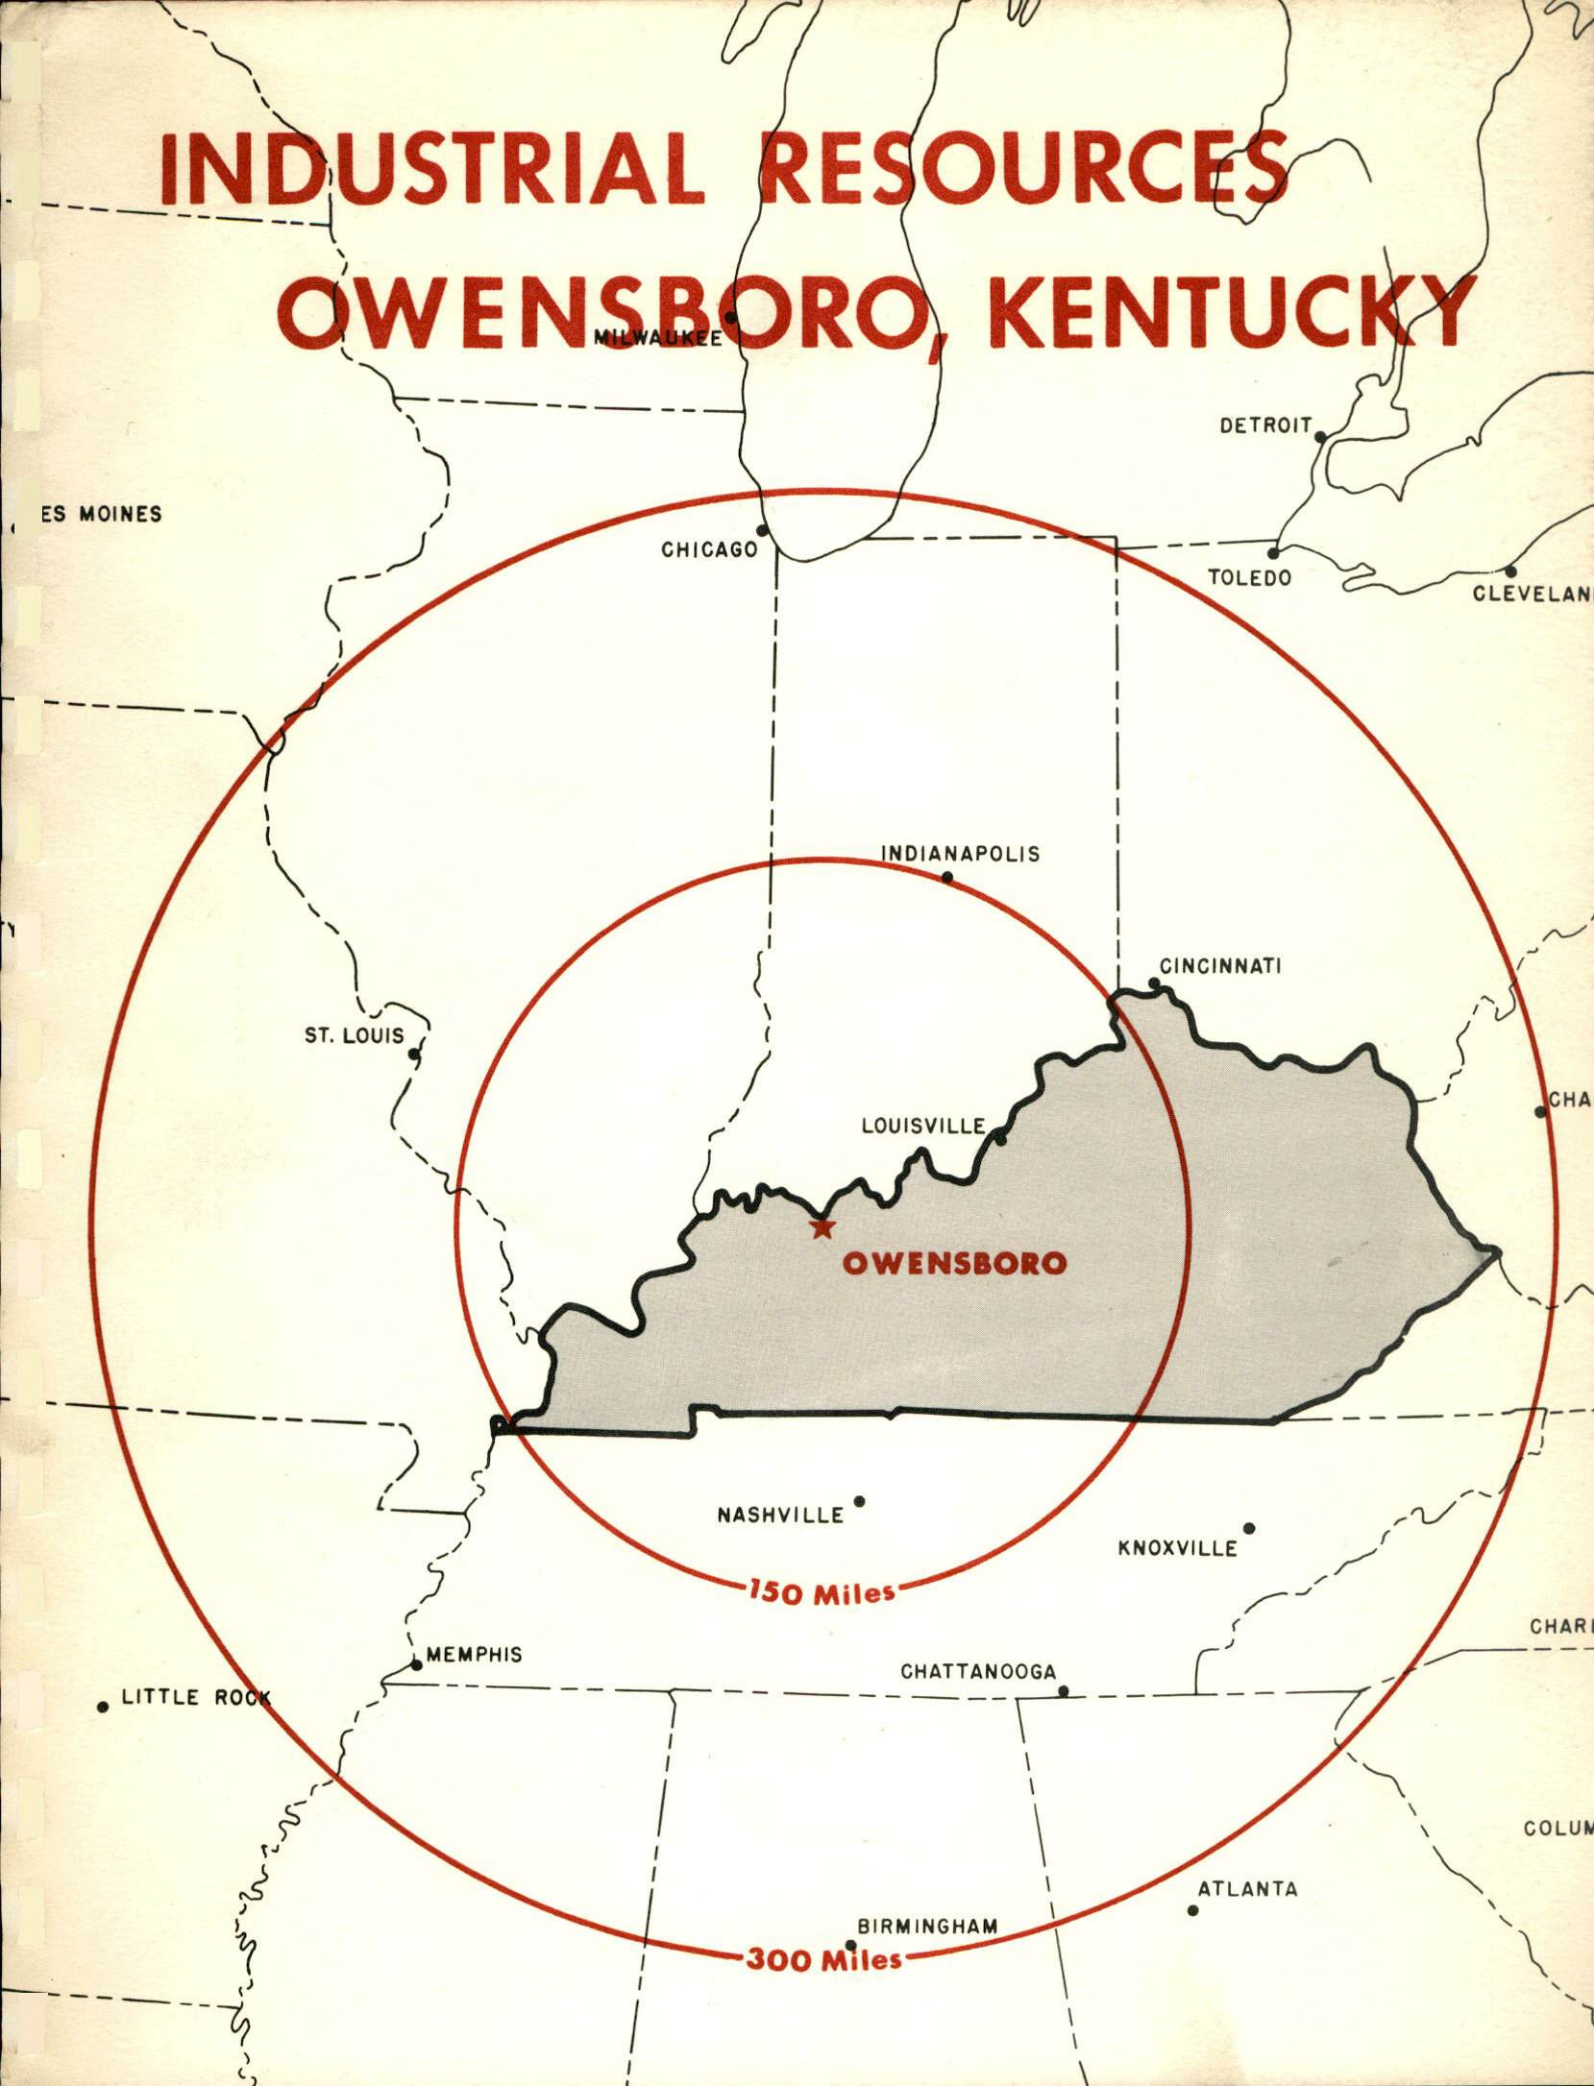 INDUSTRIAL RESOURCES
OWENSBORO, KENTUCKY
MILWAUKEE
DETROIT
ES MOINES
CHICAGO
TOLEDO
CLEVELAN
INDIANAPOLIS
CINCINNATI
ST. LOUIS
CHA
LOUISVILLE
OWENSBORO
NASHVILLE
KNOXVILLE
150 Miles
CHAR
MEMPHIS
CHATTANOOGA
LITTLE ROCK
COLUM
ATLANTA
BIRMINGHAM
300 Miles